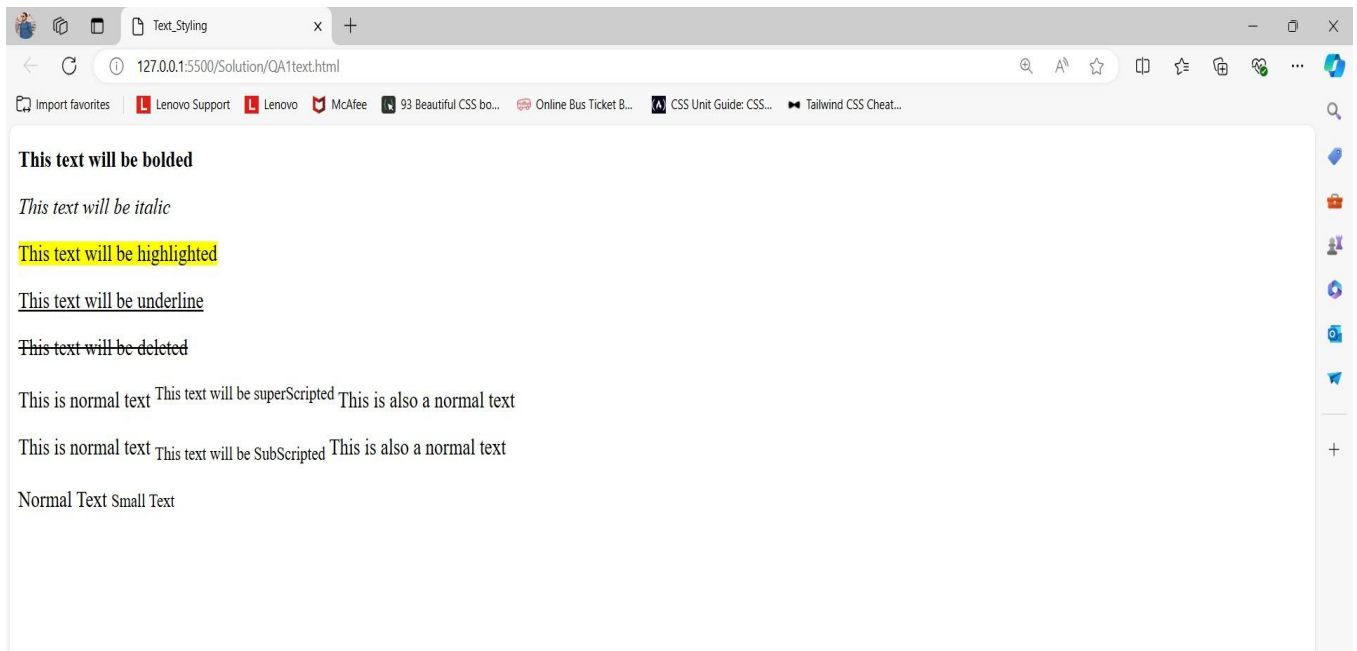 Text_Styling
127.0.0.1:5500/Solution/QA1text.html
Import favorites L Lenovo Support L Lenovo McAfee 93 Beautiful CSS bo... Online Bus Ticket B... CSS Unit Guide: CSS... Tailwind CSS Cheat...
This text will be bolded
This text will be italic
This text will be highlighted
This text will be underline
This text will be deleted
This is normal text This text will be superScripted This is also a normal text
This is normal text This text will be SubScripted This is also a normal text
Normal Text Small Text